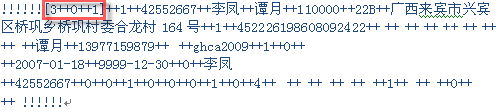 !!!!!!!3++0++1++1++42552667++李凤++谭月++110000++22B++广西来宾市兴宾
区桥巩乡桥巩村委合龙村 164 号++1++452226198608092422++ ++ ++ ++ ++ ++ ++
++ ++谭月++13977159879++ ++ghca2009++1++0++
++2007-01-18++9999-12-30++0++李凤
++42552667++0++0++1++0++0++0++1++0++4++ ++ ++ ++ ++1++ ++ ++0++
++ !!!!!!!